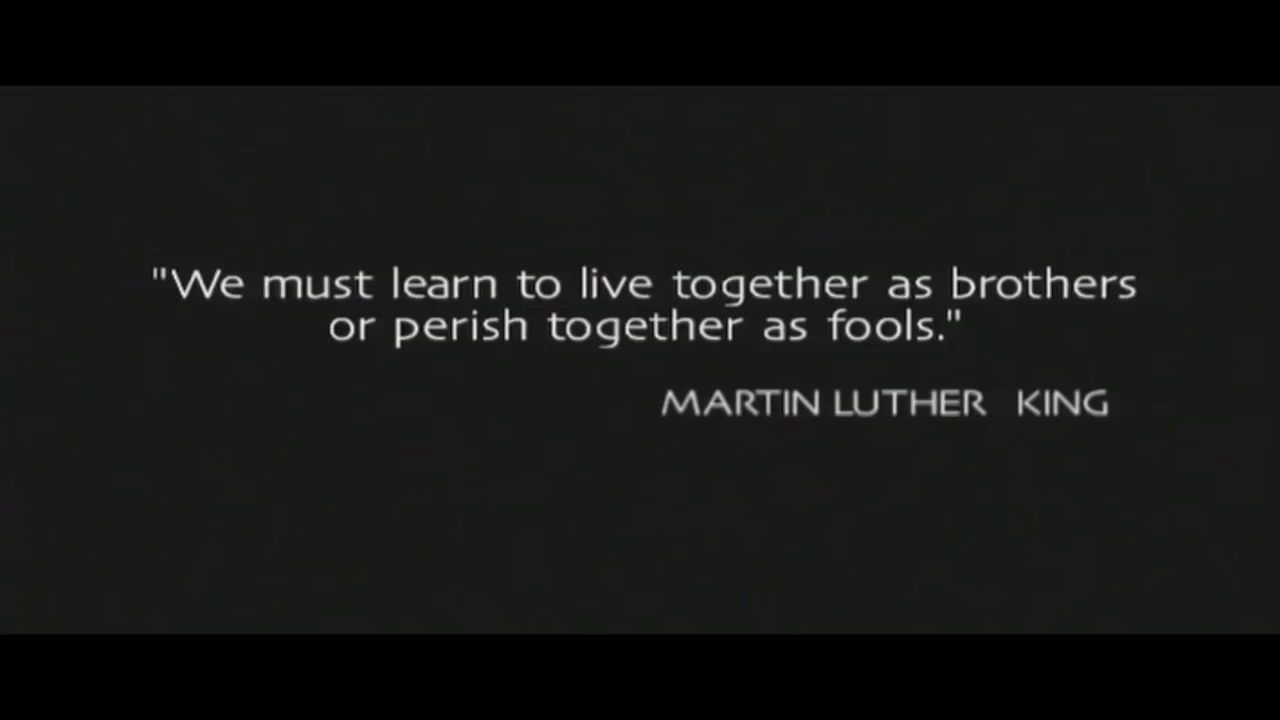 "We must learn to live together as brothers
or perish together as fools."
MARTIN LUTHER KING